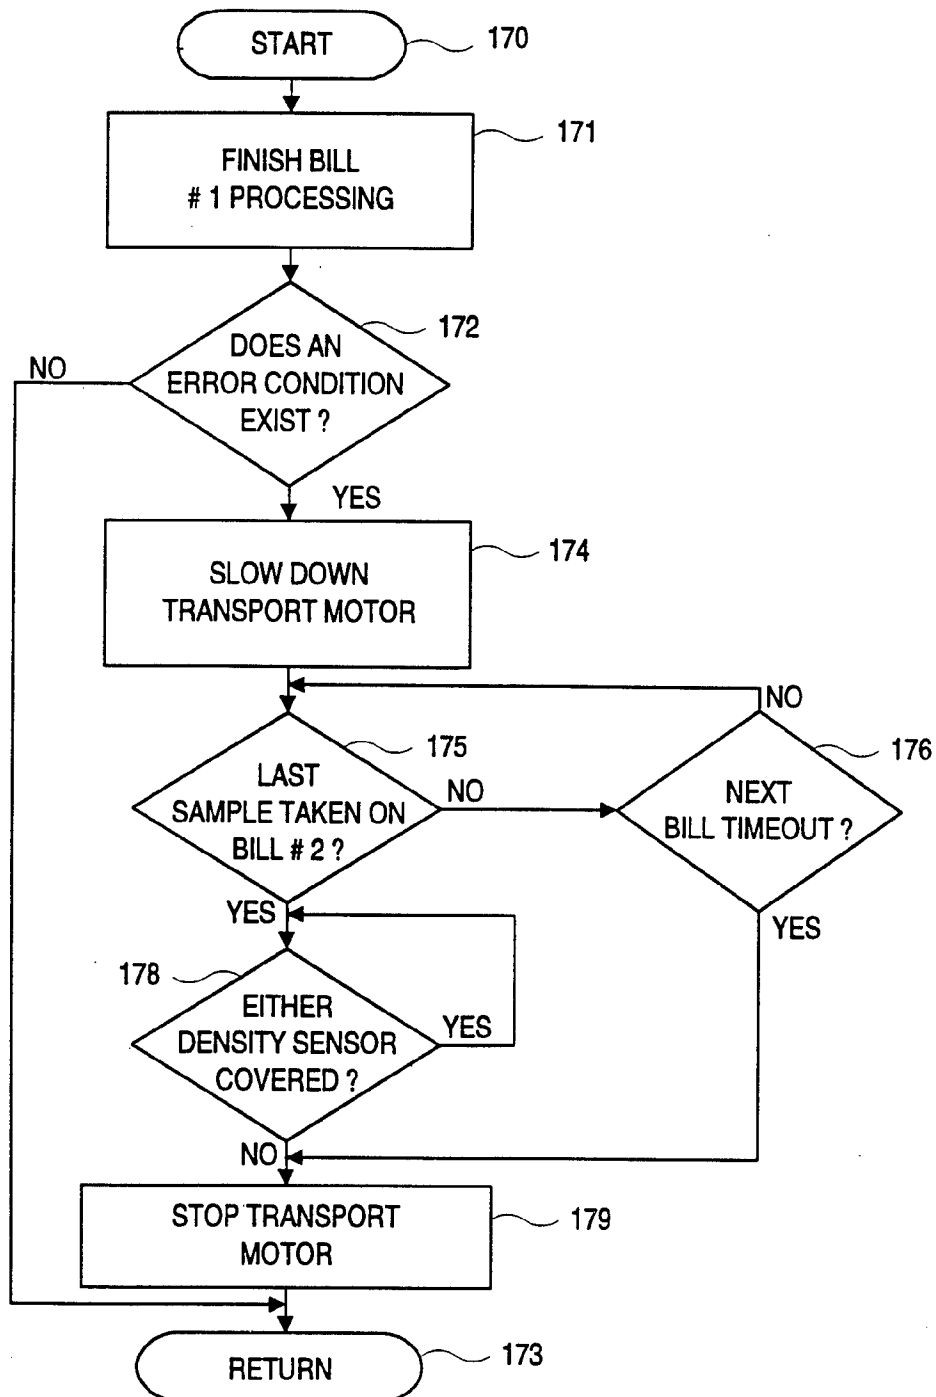 START
170
FINISH BILL
# 1 PROCESSING
171
DOES AN
ERROR CONDITION
EXIST ?
172
NO
YES
SLOW DOWN
TRANSPORT MOTOR
174
NO
LAST
SAMPLE TAKEN ON
BILL # 2 ?
175
NO
NEXT
BILL TIMEOUT ?
176
YES
YES
EITHER
DENSITY SENSOR
COVERED ?
178
YES
NO
STOP TRANSPORT
MOTOR
179
RETURN
173